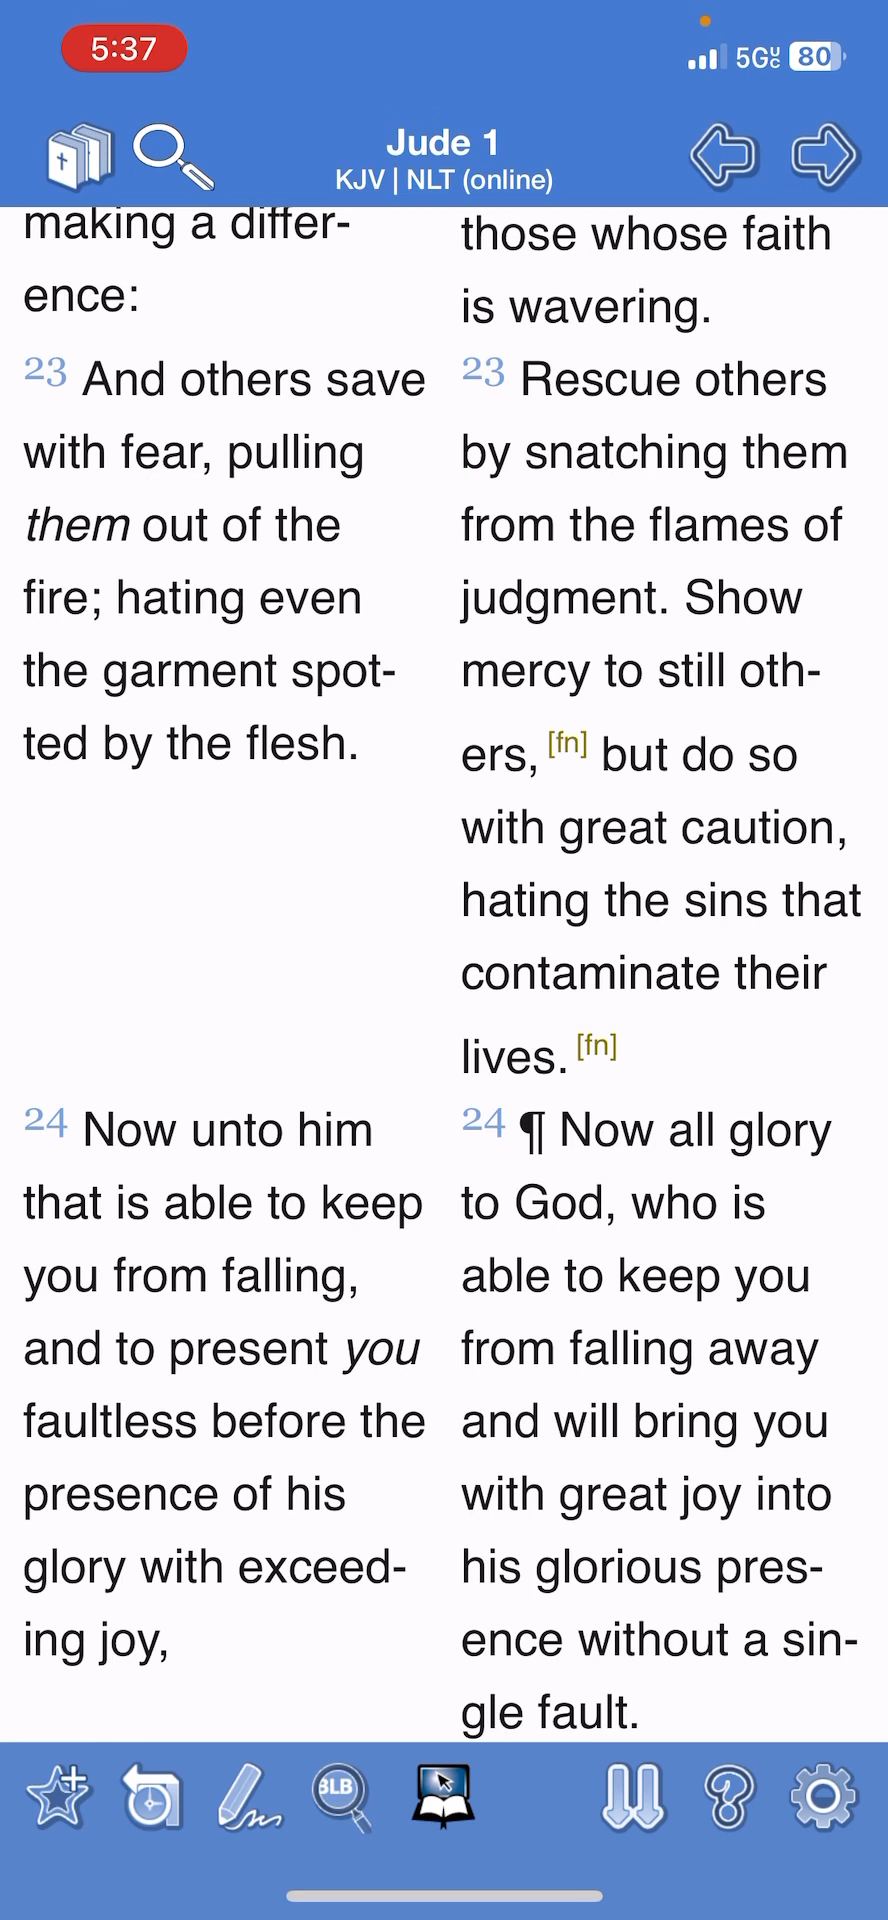 5:37
5G
80
Jude 1
KJV | NLT (online)
making a differ-
ence:
23 And others save
with fear, pulling
them out of the
fire; hating even
the garment spot-
ted by the flesh.
24 Now unto him
that is able to keep
you from falling,
and to present you
faultless before the
presence of his
glory with exceed-
ing joy,
those whose faith
is wavering.
23 Rescue others
by snatching them
from the flames of
judgment. Show
mercy to still oth-
ers, [fn] but do so
with great caution,
hating the sins that
contaminate their
lives. [fn]
24 ¶ Now all glory
to God, who is
able to keep you
from falling away
and will bring you
with great joy into
his glorious pres-
ence without a sin-
gle fault.
BLB